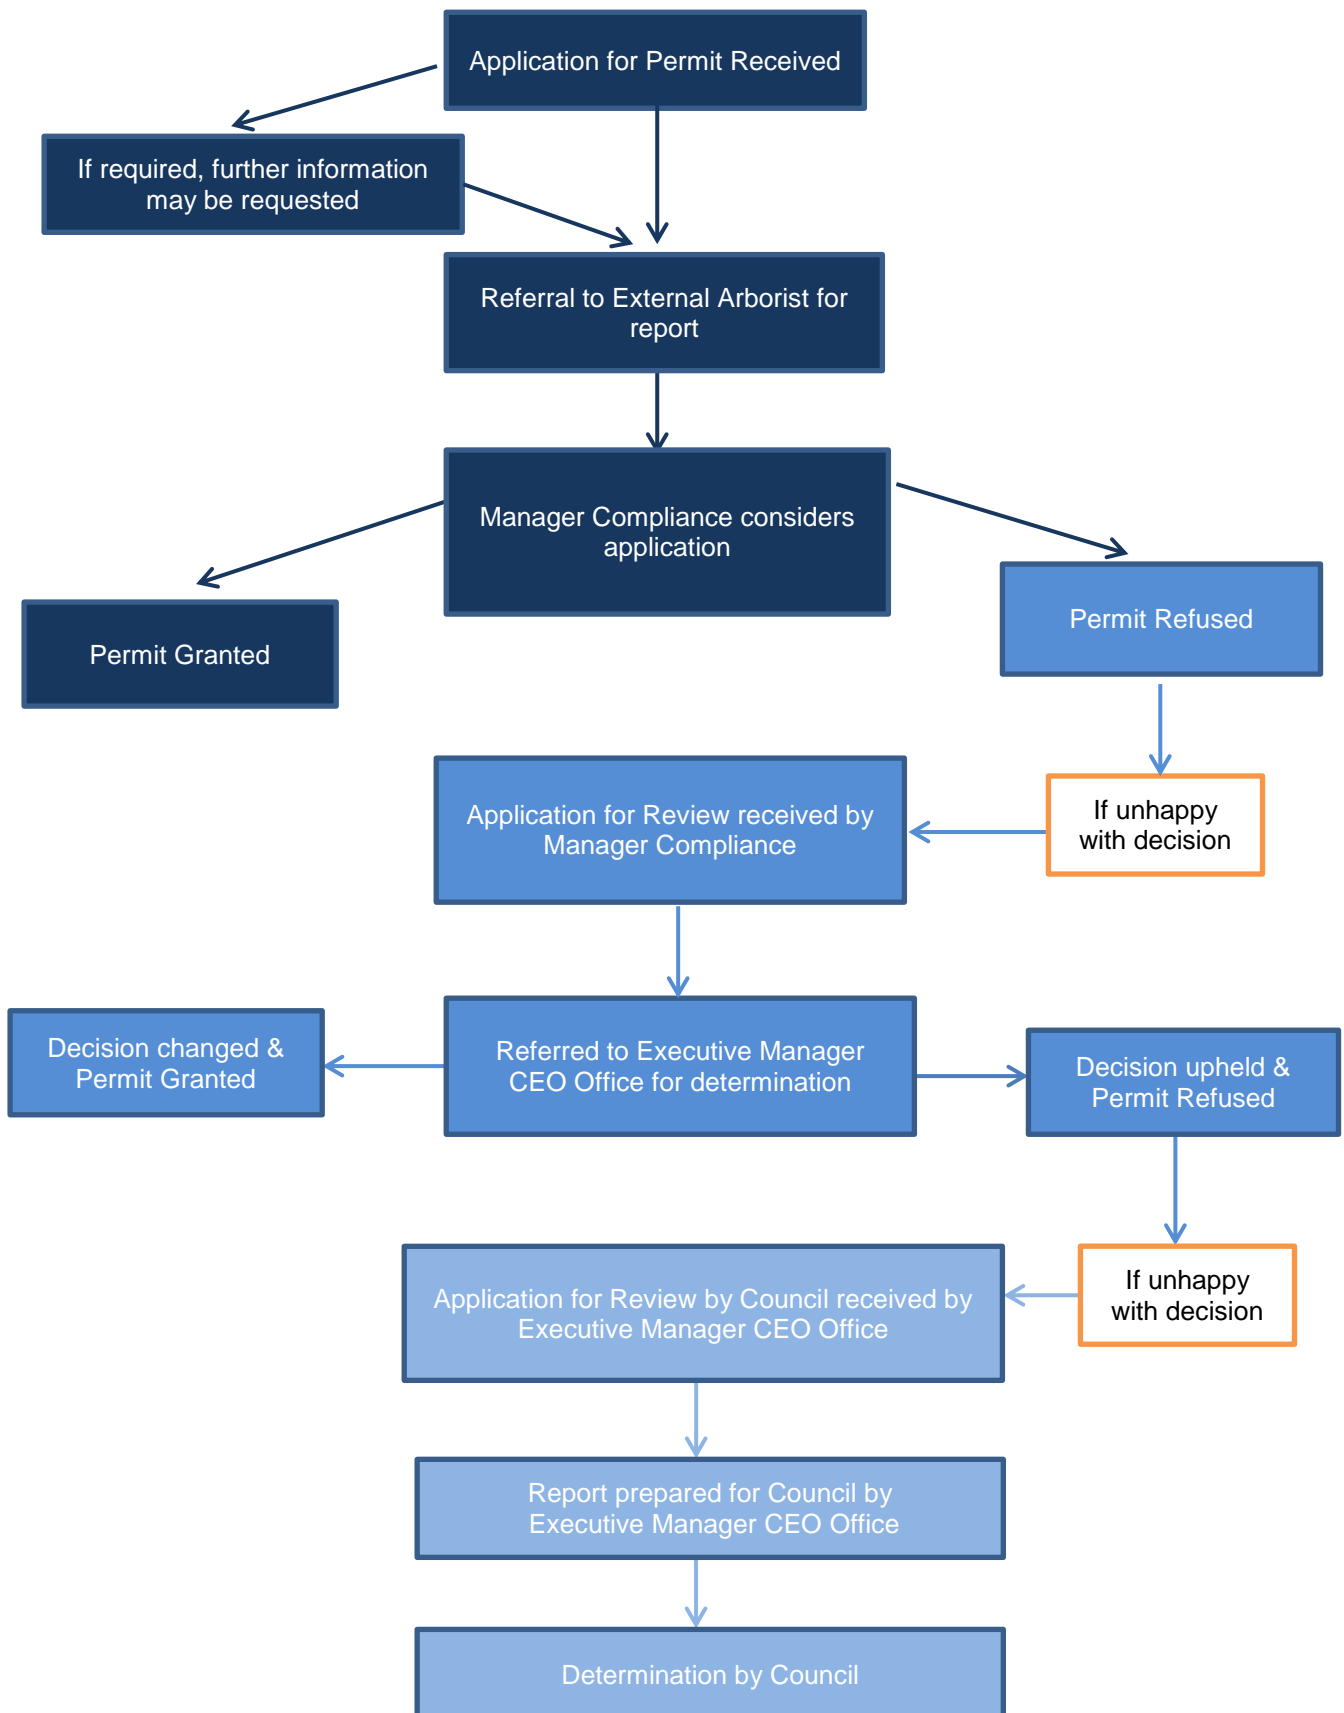 Application for Permit Received
If required, further information
may be requested
Referral to External Arborist for
report
Manager Compliance considers
application
Permit Granted
Permit Refused
If unhappy
with decision
Application for Review received by
Manager Compliance
Referred to Executive Manager
CEO Office for determination
Decision changed &
Permit Granted
Decision upheld &
Permit Refused
If unhappy
with decision
Application for Review by Council received by
Executive Manager CEO Office
Report prepared for Council by
Executive Manager CEO Office
Determination by Council